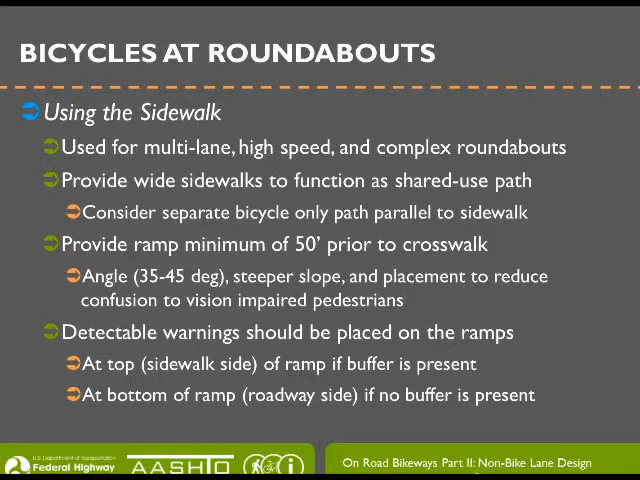 BICYCLES AT ROUNDABOUTS
Using the Sidewalk
Used for multi-lane, high speed, and complex roundabouts
Provide wide sidewalks to function as shared-use path
Consider separate bicycle only path parallel to sidewalk
Provide ramp minimum of 50' prior to crosswalk
Angle (35-45 deg), steeper slope, and placement to reduce
confusion to vision impaired pedestrians
Detectable warnings should be placed on the ramps
At top (sidewalk side) of ramp if buffer is present
At bottom of ramp (roadway side) if no buffer is present
U.S. Department of Transportation
Federal Highway
AASHTO
On Road Bikeways Part II: Non-Bike Lane Design